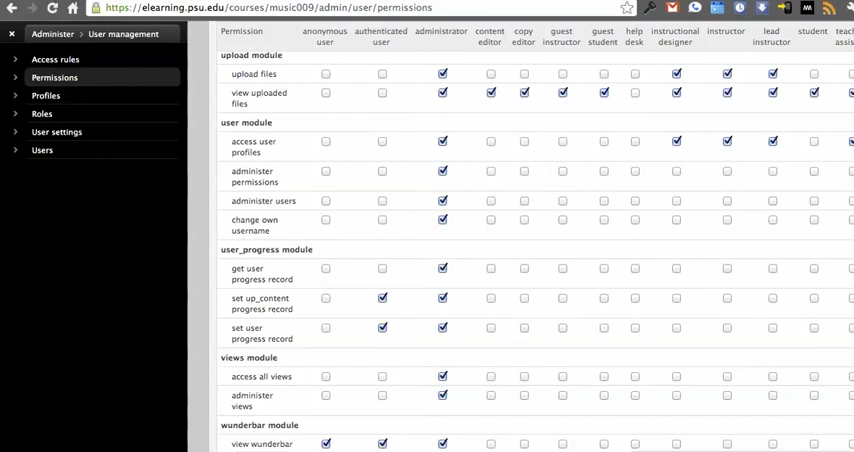 https://elearning.psu.edu/courses/music009/admin/user/permissions
Administer > User management
Access rules
Permissions
Profiles
Roles
User settings
Users
Permission anonymous user authenticated user administrator content editor copy editor guest instructor guest student help desk instructional designer instructor lead instructor student
upload module
upload files
view uploaded
files
user module
access user
profiles
administer
permissions
administer users
change own
username
user_progress module
get user
progress record
set up_content
progress record
set user
progress record
views module
access all views
administer
views
wunderbar module
view wunderbar